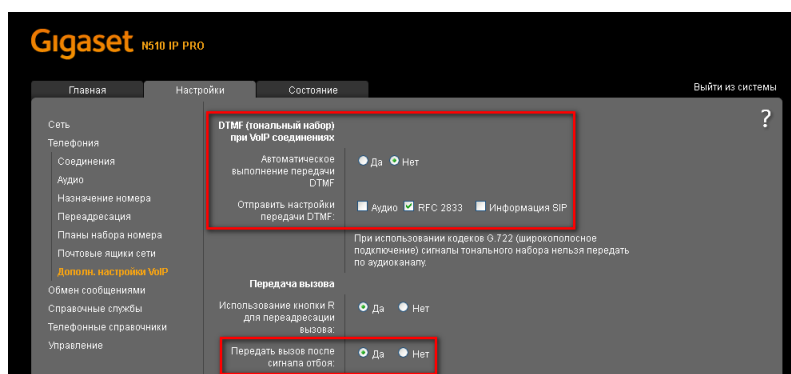 Gigaset N510 IP PRO
Главная Настройки Состояние Выйти из системы
?
Сеть
Телефония
Соединения
Аудио
Назначение номера
Переадресация
Планы набора номера
Почтовые ящики сети
Дополн. настройки VoIP
Обмен сообщениями
Справочные службы
Телефонные справочники
Управление
DTMF (тональный набор)
при VoIP соединениях
Автоматическое
выполнение передачи
DTMF
Да Нет
Отправить настройки
передачи DTMF:
Аудио RFC 2833 Информация SIP
При использовании кодеков G.722 (широкополосное
подключение) сигналы тонального набора нельзя передать
по аудиоканалу.
Передача вызова
Использование кнопки R
для переадресации
вызова:
Да Нет
Передать вызов после
сигнала отбоя:
Да Нет